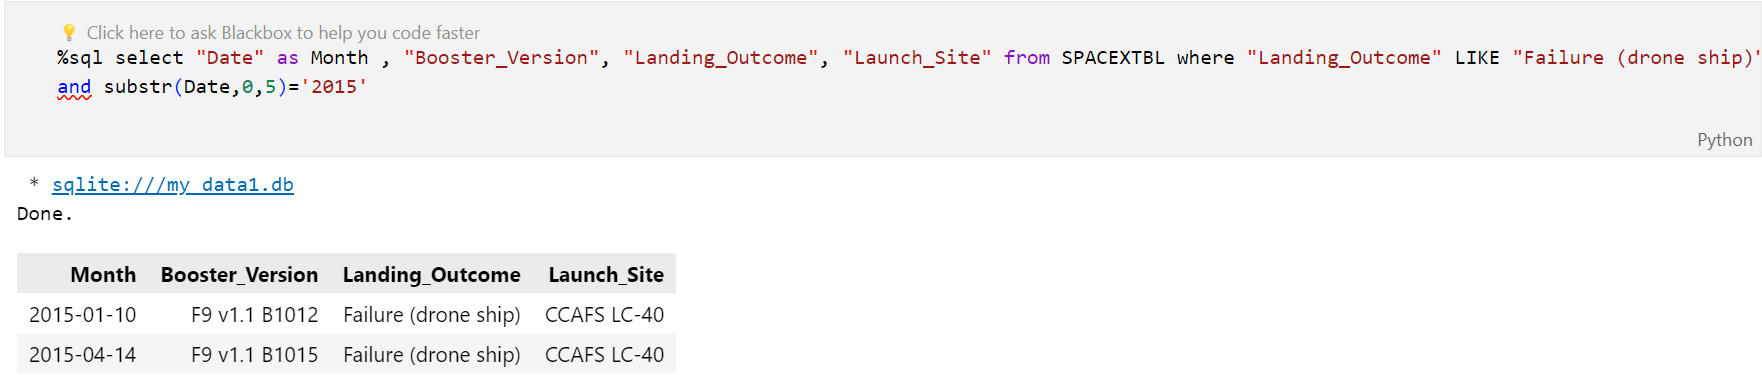 💡 Click here to ask Blackbox to help you code faster
%sql select "Date" as Month , "Booster_Version", "Landing_Outcome", "Launch_Site" from SPACEXTBL where "Landing_Outcome" LIKE "Failure (drone ship)"
and substr(Date,0,5)='2015'
Python
* sqlite:///my_data1.db
Done.
Month Booster_Version Landing_Outcome Launch_Site
2015-01-10 F9 v1.1 B1012 Failure (drone ship) CCAFS LC-40
2015-04-14 F9 v1.1 B1015 Failure (drone ship) CCAFS LC-40